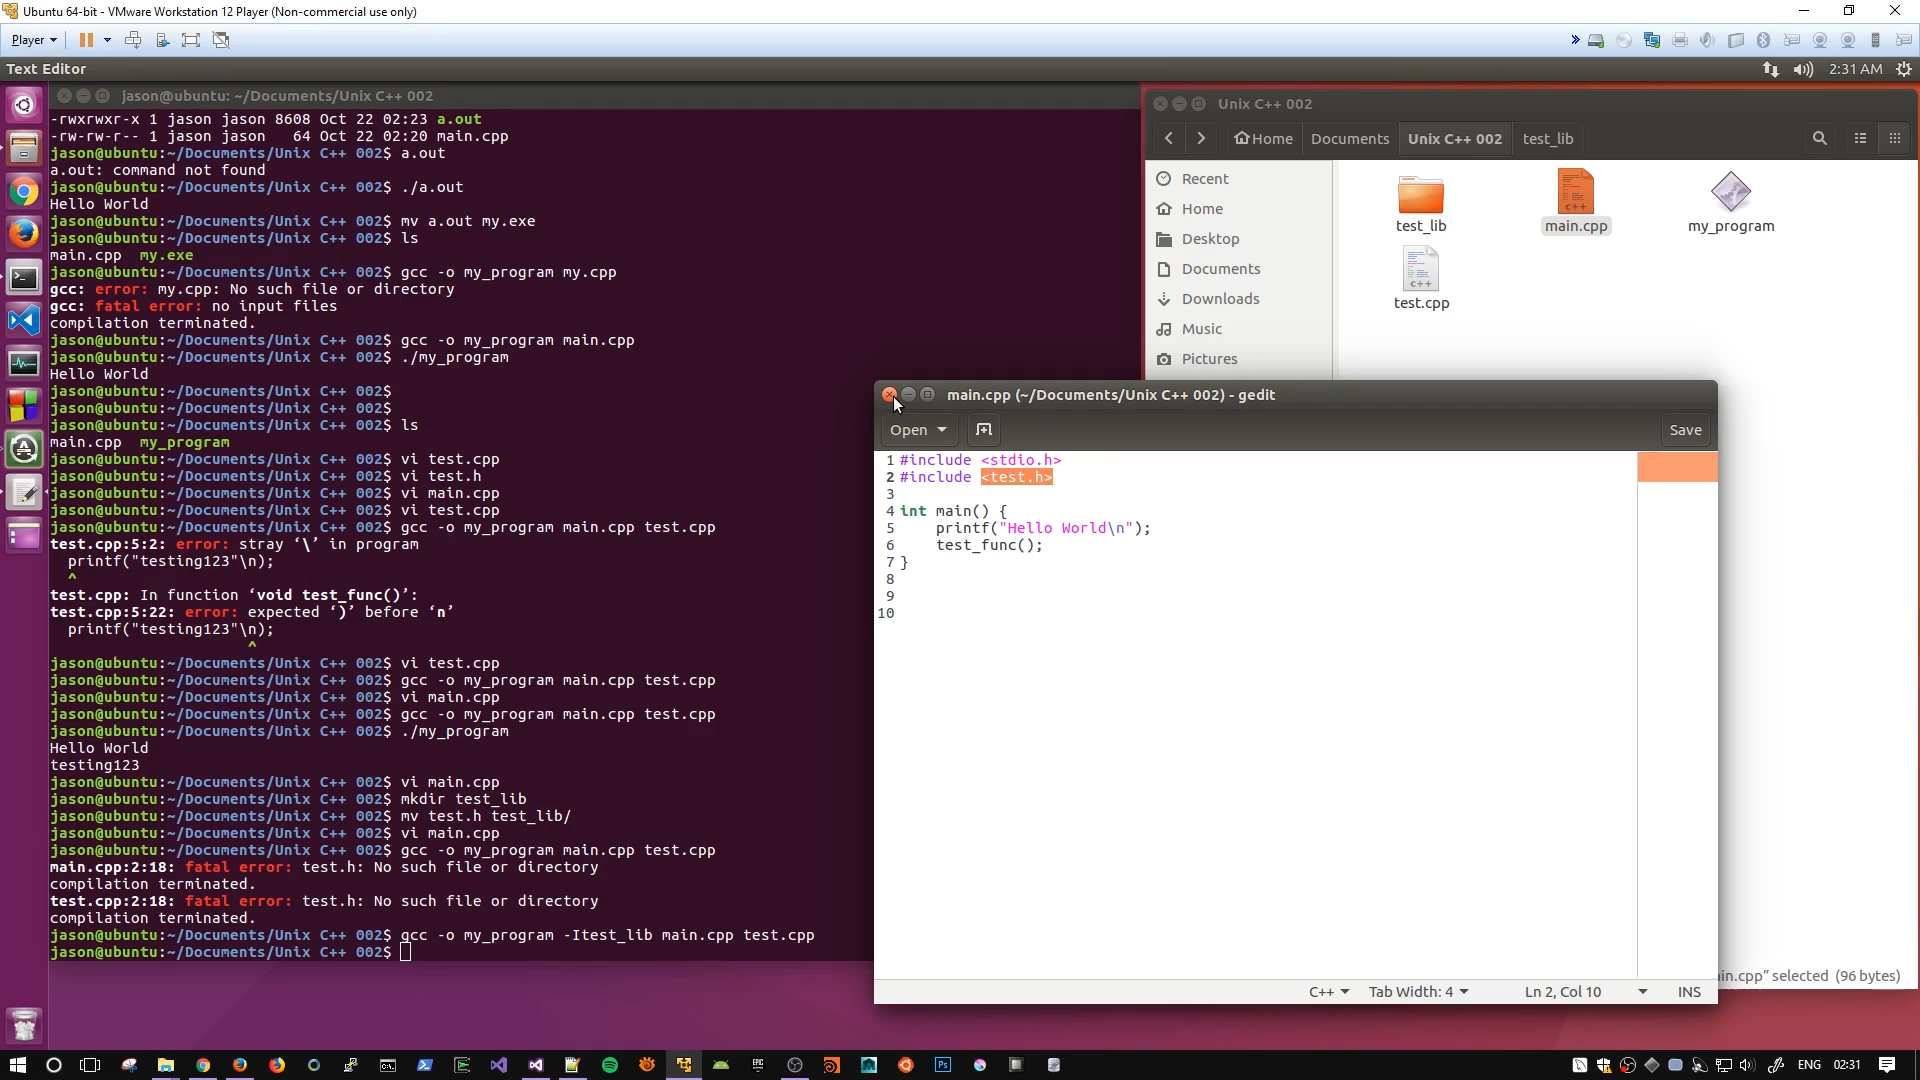 Ubuntu 64-bit - VMware Workstation 12 Player (Non-commercial use only)
Player
Text Editor
2:31 AM
jason@ubuntu: ~/Documents/Unix C++ 002
-rwxrwxr-x 1 jason jason 8608 Oct 22 02:23 a.out
-rw-rw-r-- 1 jason jason   64 Oct 22 02:20 main.cpp
jason@ubuntu:~/Documents/Unix C++ 002$ a.out
a.out: command not found
jason@ubuntu:~/Documents/Unix C++ 002$ ./a.out
Hello World
jason@ubuntu:~/Documents/Unix C++ 002$ mv a.out my.exe
jason@ubuntu:~/Documents/Unix C++ 002$ ls
main.cpp  my.exe
jason@ubuntu:~/Documents/Unix C++ 002$ gcc -o my_program my.cpp
gcc: error: my.cpp: No such file or directory
gcc: fatal error: no input files
compilation terminated.
jason@ubuntu:~/Documents/Unix C++ 002$ gcc -o my_program main.cpp
jason@ubuntu:~/Documents/Unix C++ 002$ ./my_program
Hello World
jason@ubuntu:~/Documents/Unix C++ 002$
jason@ubuntu:~/Documents/Unix C++ 002$
jason@ubuntu:~/Documents/Unix C++ 002$ ls
main.cpp  my_program
jason@ubuntu:~/Documents/Unix C++ 002$ vi test.cpp
jason@ubuntu:~/Documents/Unix C++ 002$ vi test.h
jason@ubuntu:~/Documents/Unix C++ 002$ vi main.cpp
jason@ubuntu:~/Documents/Unix C++ 002$ vi test.cpp
jason@ubuntu:~/Documents/Unix C++ 002$ gcc -o my_program main.cpp test.cpp
test.cpp:5:2: error: stray ‘\’ in program
  printf("testing123"\n);
  ^
test.cpp: In function ‘void test_func()’:
test.cpp:5:22: error: expected ‘)’ before ‘n’
  printf("testing123"\n);
                      ^
jason@ubuntu:~/Documents/Unix C++ 002$ vi test.cpp
jason@ubuntu:~/Documents/Unix C++ 002$ gcc -o my_program main.cpp test.cpp
jason@ubuntu:~/Documents/Unix C++ 002$ vi main.cpp
jason@ubuntu:~/Documents/Unix C++ 002$ gcc -o my_program main.cpp test.cpp
jason@ubuntu:~/Documents/Unix C++ 002$ ./my_program
Hello World
testing123
jason@ubuntu:~/Documents/Unix C++ 002$ vi main.cpp
jason@ubuntu:~/Documents/Unix C++ 002$ mkdir test_lib
jason@ubuntu:~/Documents/Unix C++ 002$ mv test.h test_lib/
jason@ubuntu:~/Documents/Unix C++ 002$ vi main.cpp
jason@ubuntu:~/Documents/Unix C++ 002$ gcc -o my_program main.cpp test.cpp
main.cpp:2:18: fatal error: test.h: No such file or directory
compilation terminated.
test.cpp:2:18: fatal error: test.h: No such file or directory
compilation terminated.
jason@ubuntu:~/Documents/Unix C++ 002$ gcc -o my_program -Itest_lib main.cpp test.cpp
jason@ubuntu:~/Documents/Unix C++ 002$
Unix C++ 002
Home Documents Unix C++ 002 test_lib
Recent
Home
Desktop
Documents
Downloads
Music
Pictures
test_lib
main.cpp
my_program
test.cpp
main.cpp (~/Documents/Unix C++ 002) - gedit
Open
Save
1 #include <stdio.h>
2 #include <test.h>
3
4 int main() {
5     printf("Hello World\n");
6     test_func();
7 }
8
9
10
C++ Tab Width: 4 Ln 2, Col 10 INS
in.cpp” selected (96 bytes)
ENG 02:31